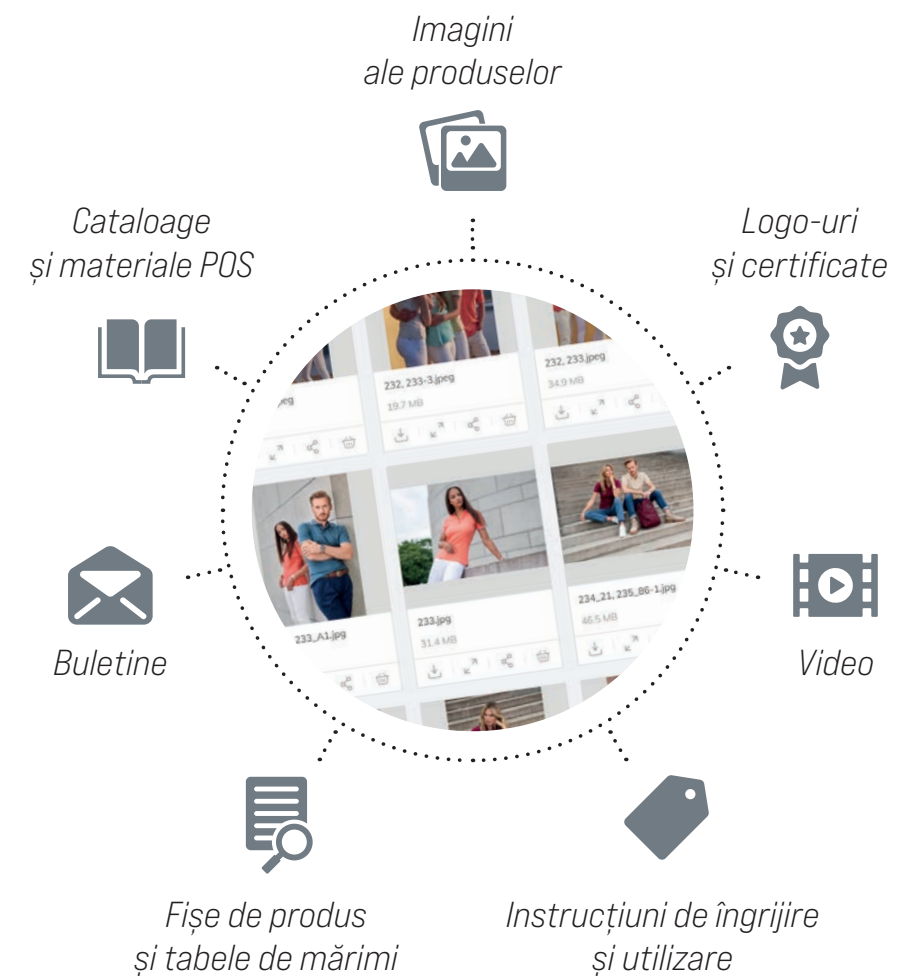 Imagini
ale produselor
Cataloage
și materiale POS
Logo-uri
și certificate
peg
232, 233-3.jpeg
19.7 MB
232, 233.jpeg
34.9 MB
233_A1.jpg
233.jpg
31.4 MB
234_21, 235_86-1.jpg
46.5 MB
Buletine
Video
Fișe de produs
și tabele de mărimi
Instrucțiuni de îngrijire
și utilizare